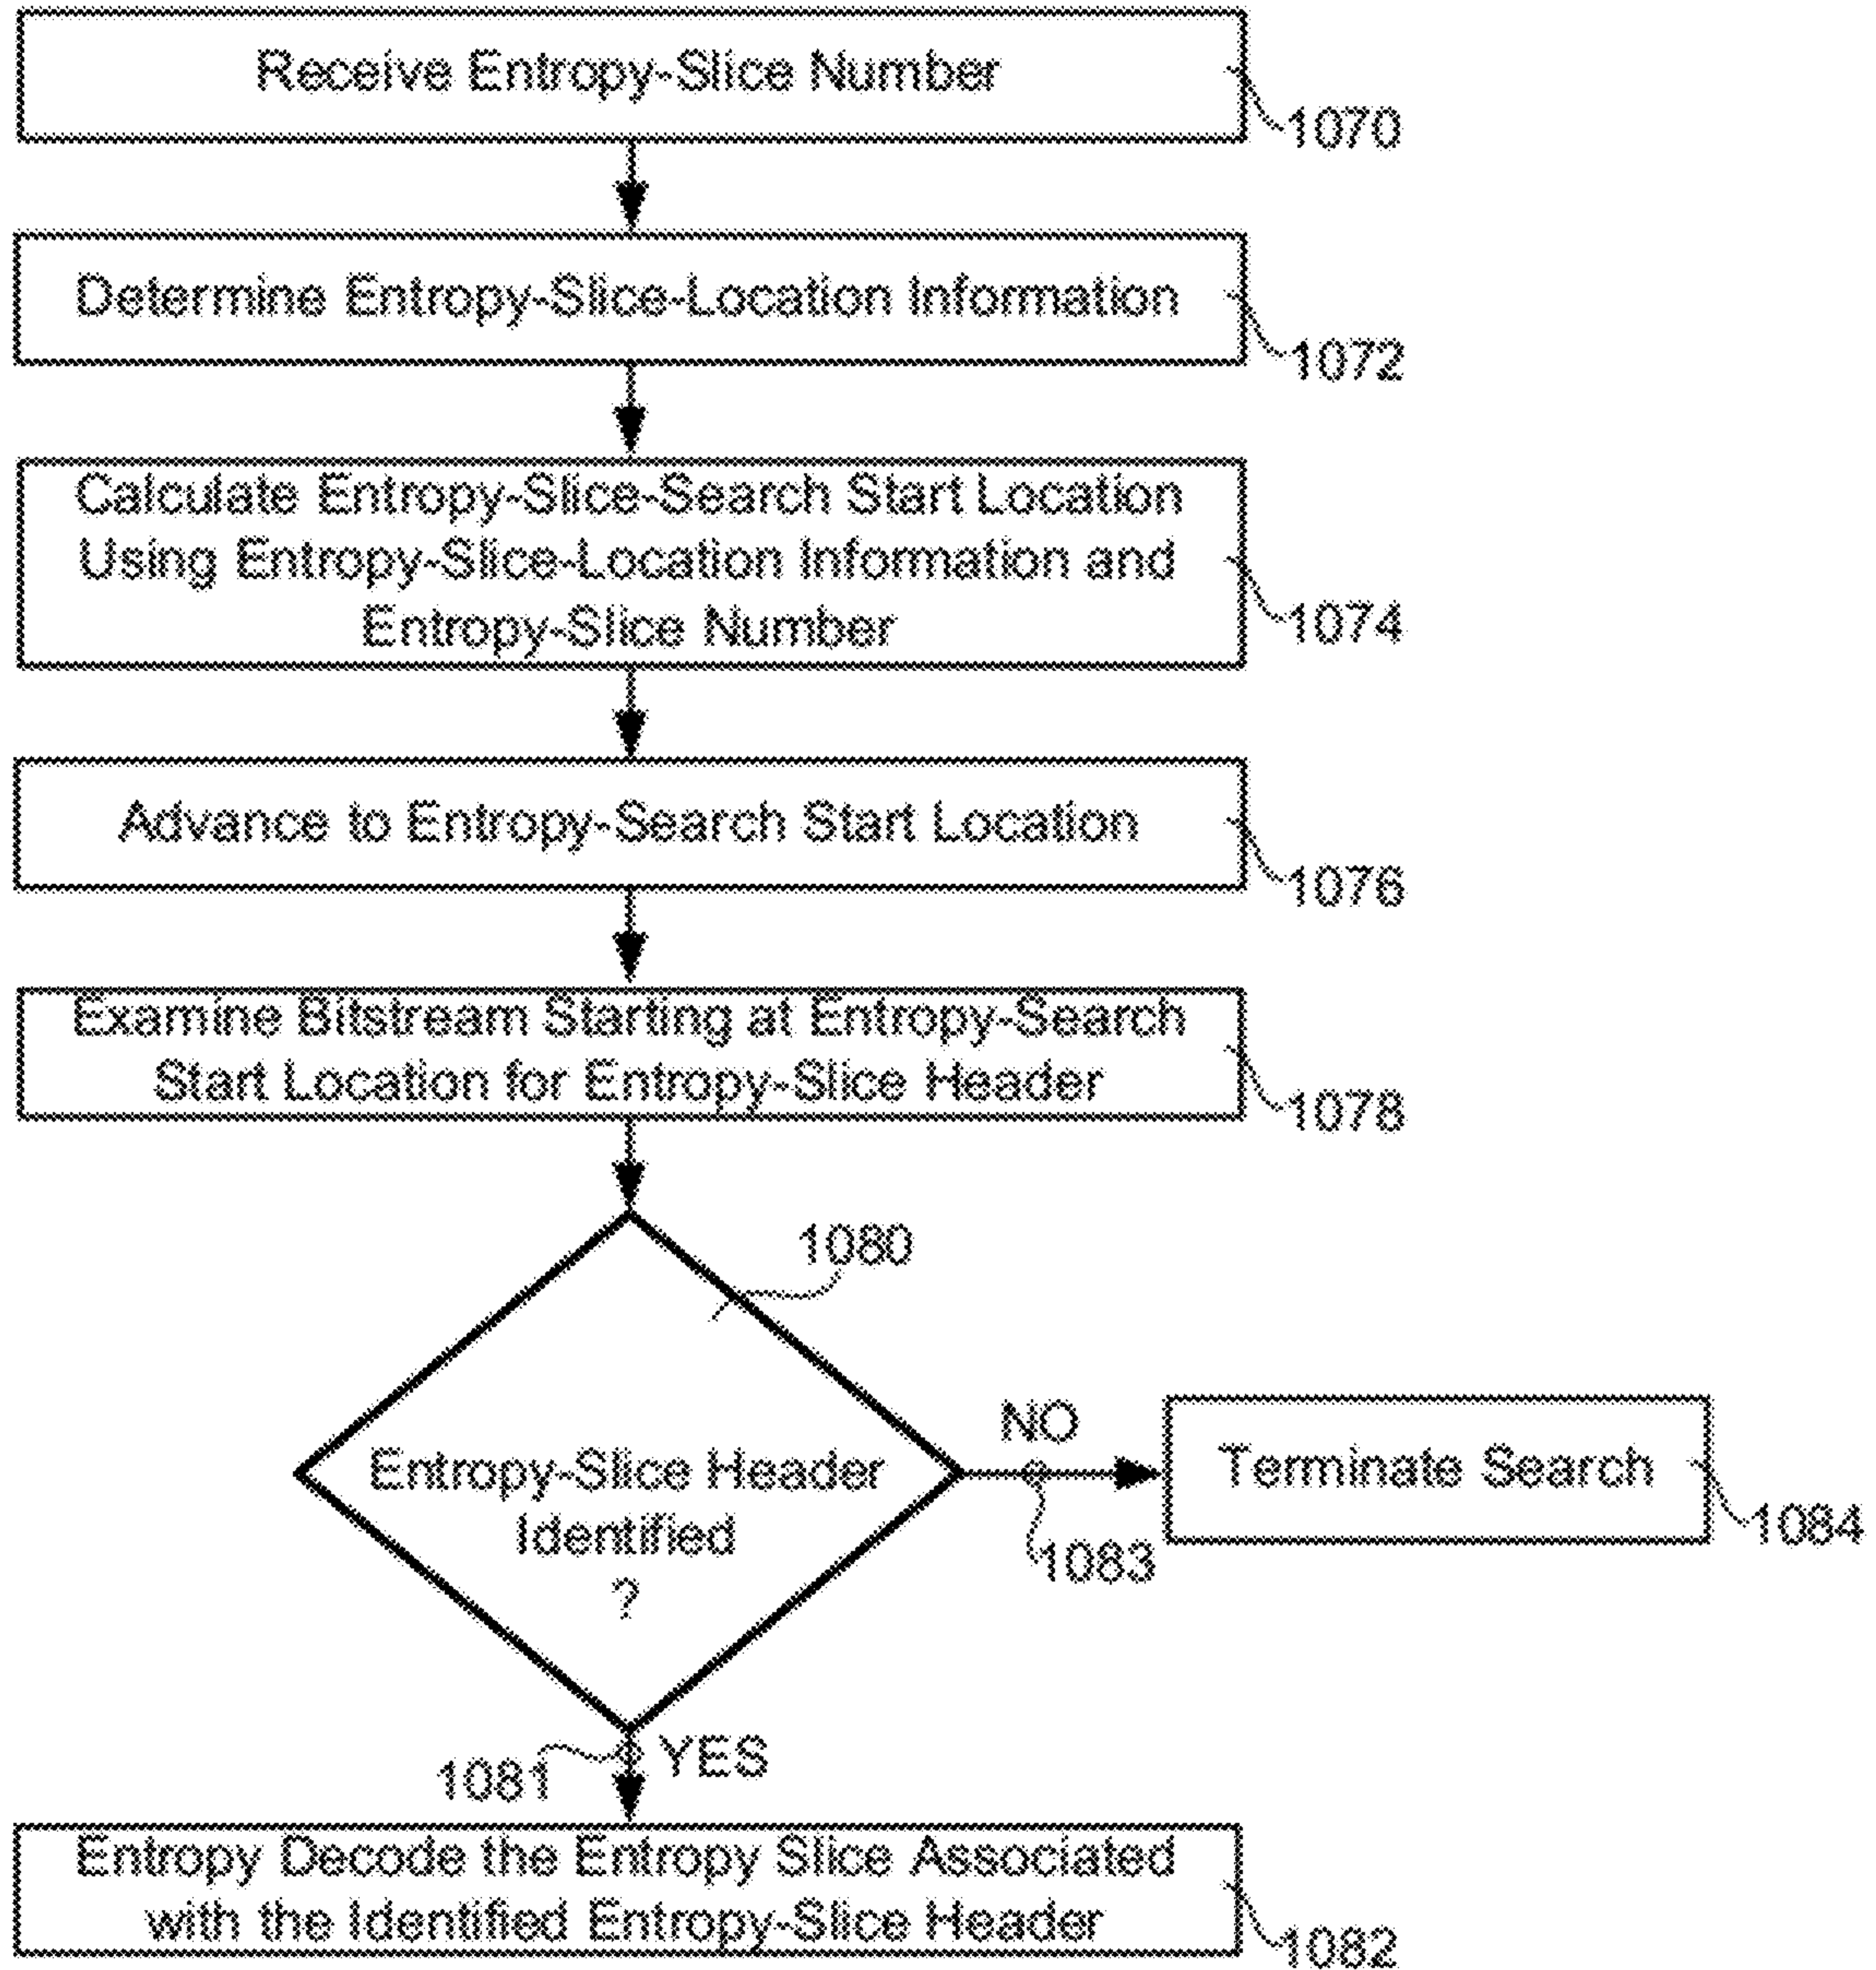 Receive Entropy-Slice Number
1070
Determine Entropy-Slice-Location Information
1072
Calculate Entropy-Slice-Search Start Location
Using Entropy-Slice-Location Information and
Entropy-Slice Number
1074
Advance to Entropy-Search Start Location
1076
Examine Bitstream Starting at Entropy-Search
Start Location for Entropy-Slice Header
1078
1080
Entropy-Slice Header
Identified
?
NO
1083
Terminate Search
1084
YES
1081
Entropy Decode the Entropy Slice Associated
with the Identified Entropy-Slice Header
1082